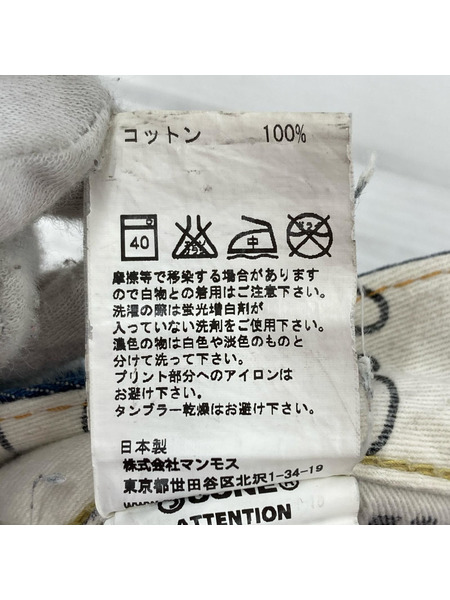 コットン 100%
40
中
摩擦等で移染する場合があります
ので白物との着用はご注意下さい。
洗濯の際は蛍光増白剤が
入っていない洗剤をご使用下さい。
濃色の物は白色や淡色のものと
分けて洗って下さい。
プリント部分へのアイロンは
お避け下さい。
タンブラー乾燥はお避け下さい。
日本製
株式会社マンモス
東京都世田谷区北沢1-34-19
ATTENTION